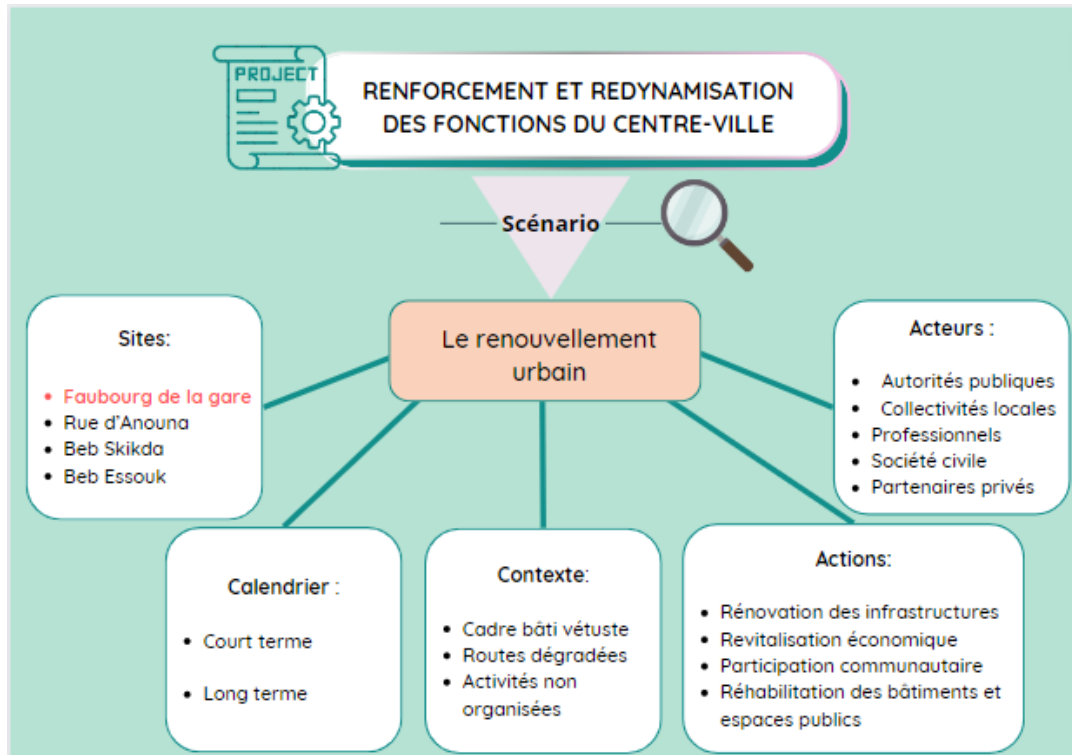 PROJECT
RENFORCEMENT ET REDYNAMISATION
DES FONCTIONS DU CENTRE-VILLE
Scénario
Le renouvellement
urbain
Sites:
• Faubourg de la gare
• Rue d'Anouna
• Beb Skikda
• Beb Essouk
Acteurs :
• Autorités publiques
• Collectivités locales
• Professionnels
• Société civile
• Partenaires privés
Calendrier :
• Court terme
• Long terme
Contexte:
• Cadre bâti vétuste
• Routes dégradées
• Activités non
organisées
Actions:
• Rénovation des infrastructures
• Revitalisation économique
• Participation communautaire
• Réhabilitation des bâtiments et
espaces publics